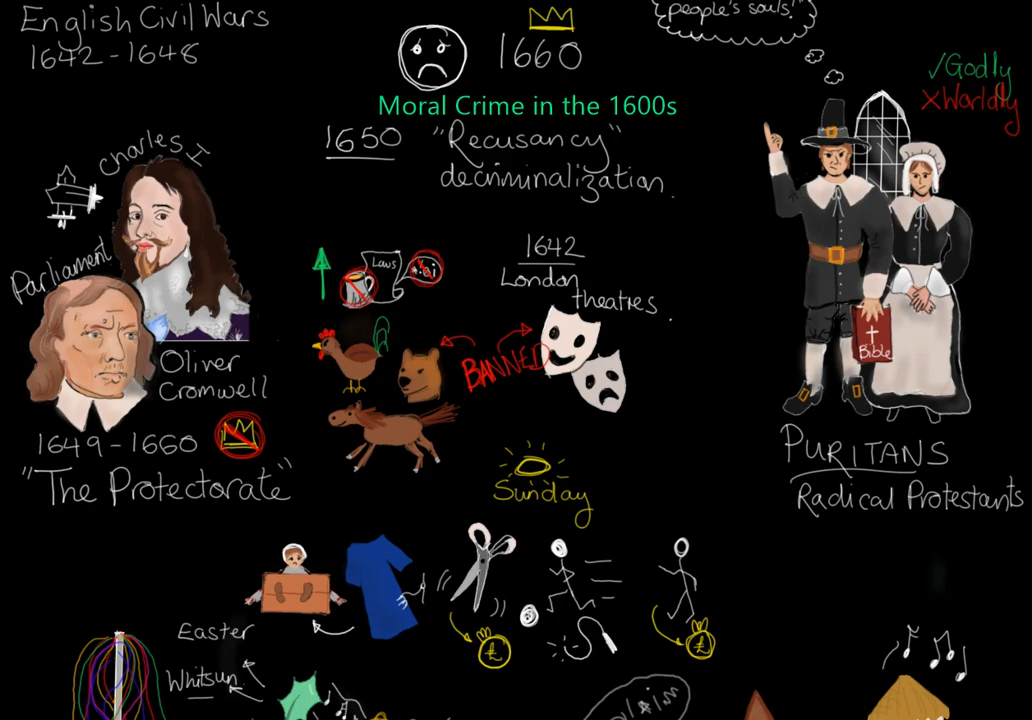 English Civil Wars
1642-1648
1660
people's souls!"
✓Godly
XWorldly
Moral Crime in the 1600s
1650 "Recusancy"
decriminalization.
Charles I
Parliament
Oliver
Cromwell
1649-1660
"The Protectorate"
Laws
1642
London
theatres.
BANNED
Bible
PURITANS
Radical Protestants
Sunday
£
£
Easter
Whitsun